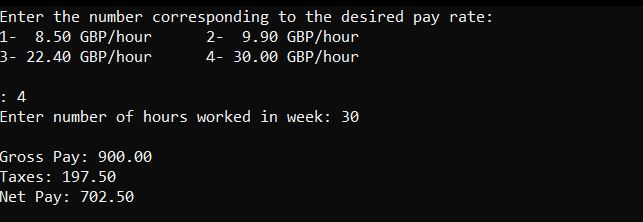 Enter the number corresponding to the desired pay rate:
1-  8.50 GBP/hour      2-  9.90 GBP/hour
3- 22.40 GBP/hour      4- 30.00 GBP/hour
: 4
Enter number of hours worked in week: 30
Gross Pay: 900.00
Taxes: 197.50
Net Pay: 702.50